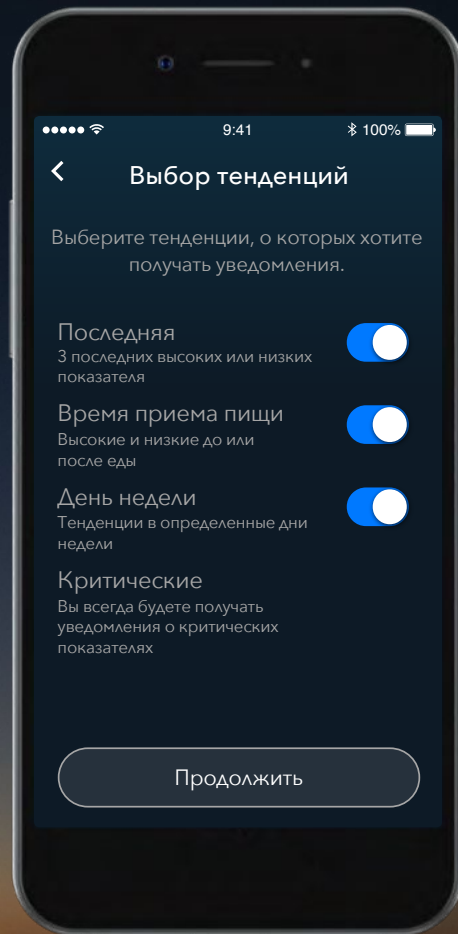 9:41
100%
Выбор тенденций
Выберите тенденции, о которых хотите
получать уведомления.
Последняя
3 последних высоких или низких
показателя
Время приема пищи
Высокие и низкие до или
после еды
День недели
Тенденции в определенные дни
недели
Критические
Вы всегда будете получать
уведомления о критических
показателях
Продолжить